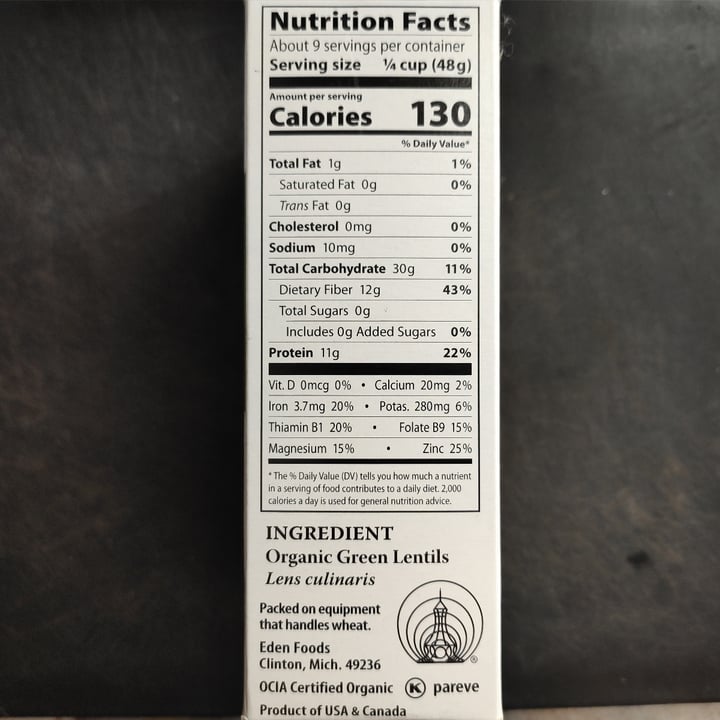 Nutrition Facts
About 9 servings per container
Serving size ¼ cup (48g)
Amount per serving
Calories 130
% Daily Value*
Total Fat 1g 1%
Saturated Fat 0g 0%
Trans Fat 0g
Cholesterol 0mg 0%
Sodium 10mg 0%
Total Carbohydrate 30g 11%
Dietary Fiber 12g 43%
Total Sugars 0g
Includes 0g Added Sugars 0%
Protein 11g 22%
Vit. D 0mcg 0% • Calcium 20mg 2%
Iron 3.7mg 20% • Potas. 280mg 6%
Thiamin B1 20% • Folate B9 15%
Magnesium 15% • Zinc 25%
* The % Daily Value (DV) tells you how much a nutrient
in a serving of food contributes to a daily diet. 2,000
calories a day is used for general nutrition advice.
INGREDIENT
Organic Green Lentils
Lens culinaris
Packed on equipment
that handles wheat.
®
Eden Foods
Clinton, Mich. 49236
OCIA Certified Organic K pareve
Product of USA & Canada